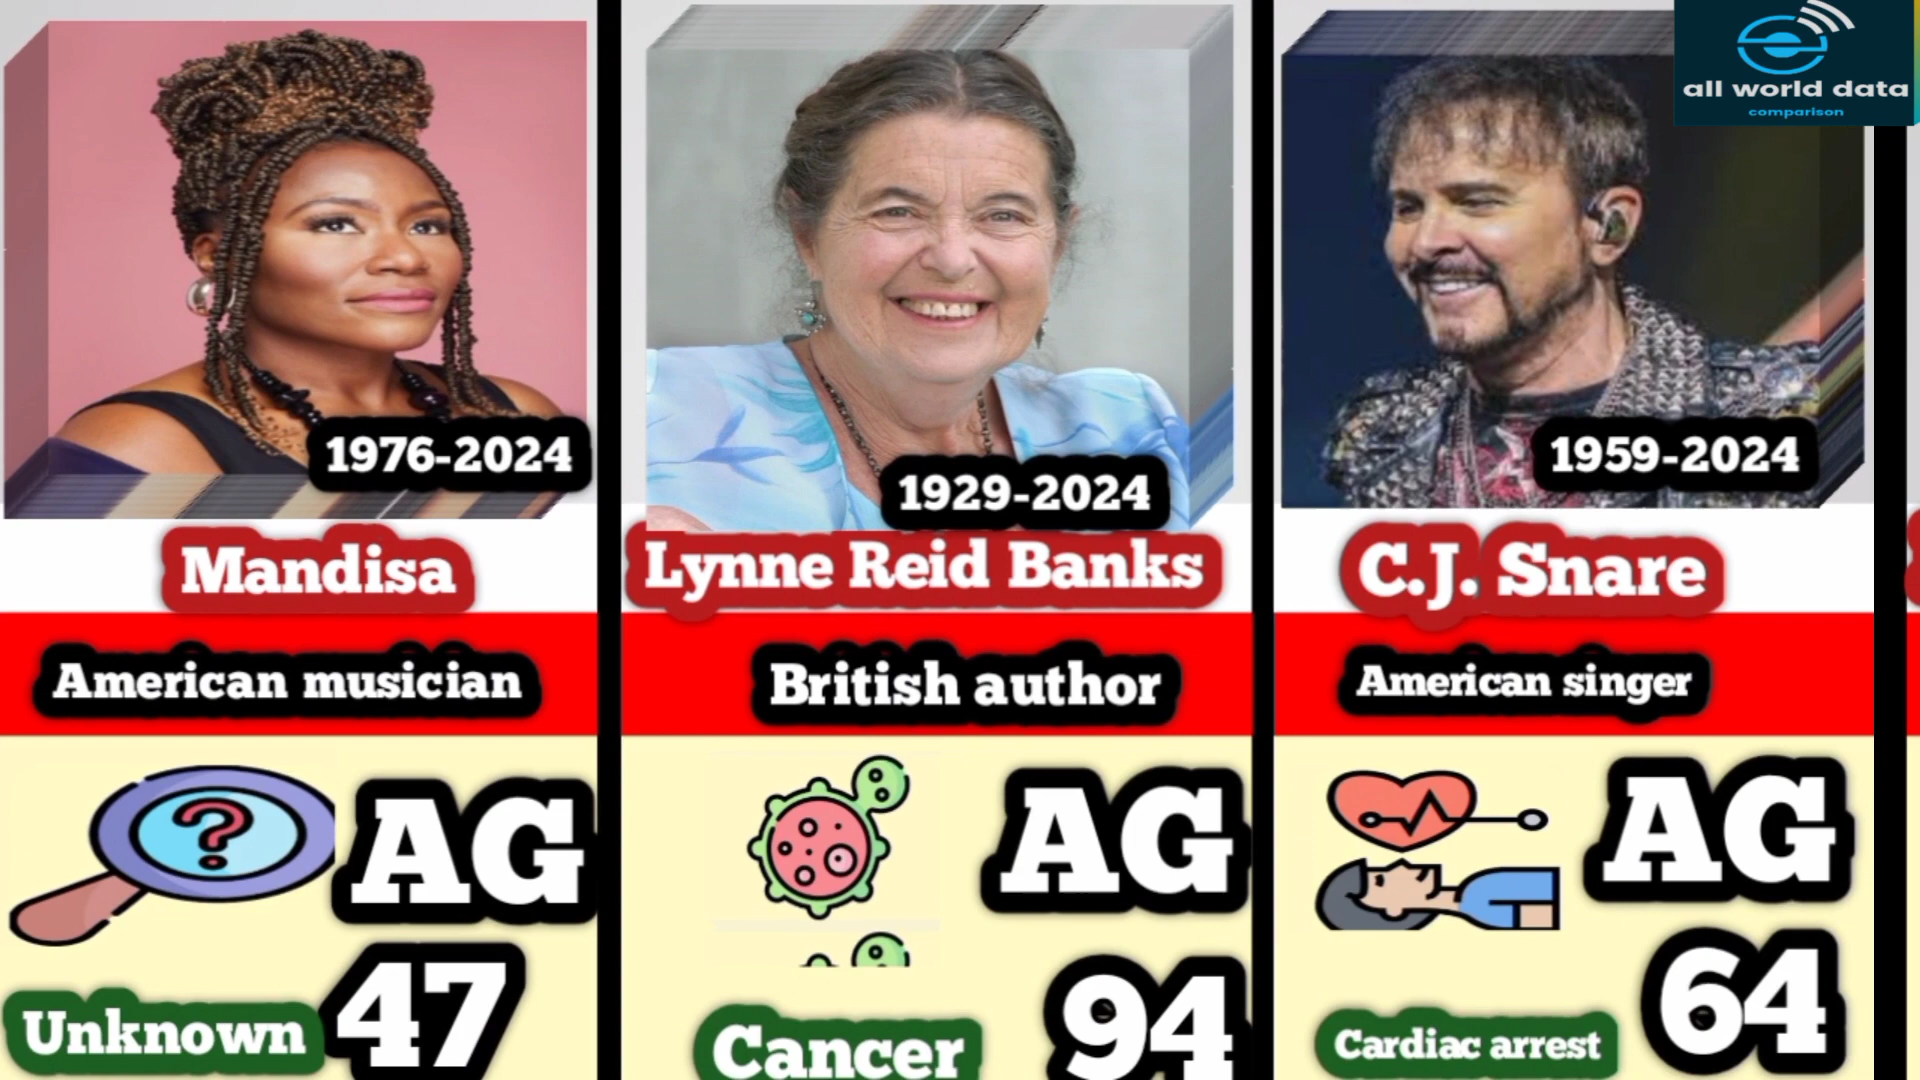 all world data
comparison
1976-2024
1929-2024
1959-2024
Mandisa
Lynne Reid Banks
C.J. Snare
American musician
British author
American singer
?
AG
AG
AG
47
94
64
Unknown
Cancer
Cardiac arrest